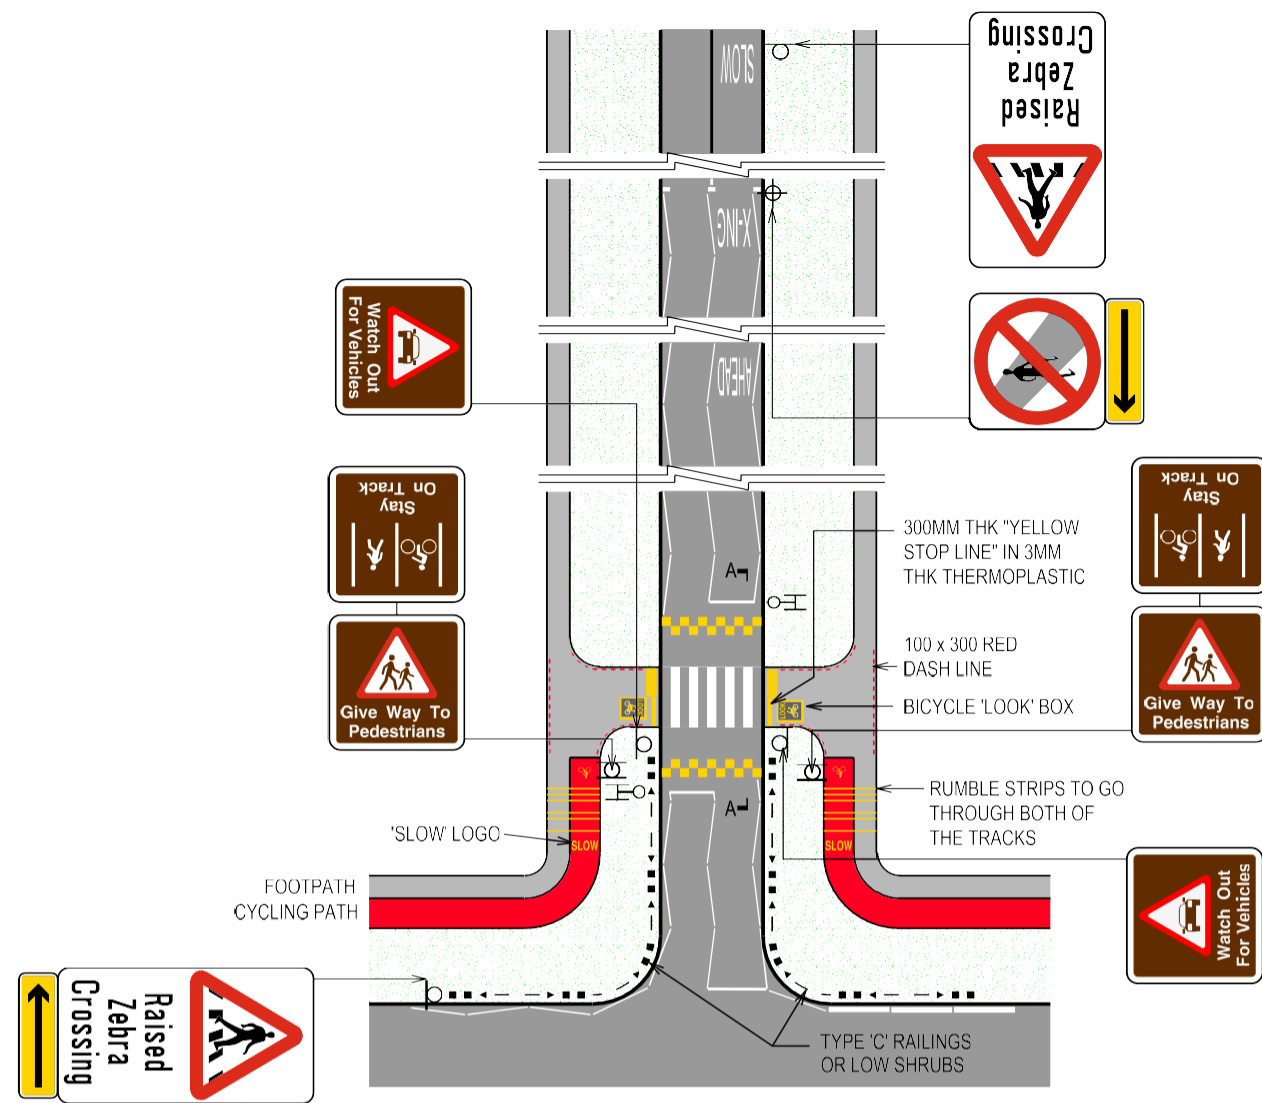 Raised
Zebra
Crossing
SLOW
X-ING
AHEAD
Watch Out
For Vehicles
Stay
On Track
Give Way To
Pedestrians
Stay
On Track
Give Way To
Pedestrians
A
300MM THK "YELLOW
STOP LINE" IN 3MM
THK THERMOPLASTIC
100 x 300 RED
DASH LINE
BICYCLE 'LOOK' BOX
LOOK
LOOK
A
RUMBLE STRIPS TO GO
THROUGH BOTH OF
THE TRACKS
'SLOW' LOGO
SLOW
SLOW
FOOTPATH
CYCLING PATH
Watch Out
For Vehicles
Raised
Zebra
Crossing
TYPE 'C' RAILINGS
OR LOW SHRUBS